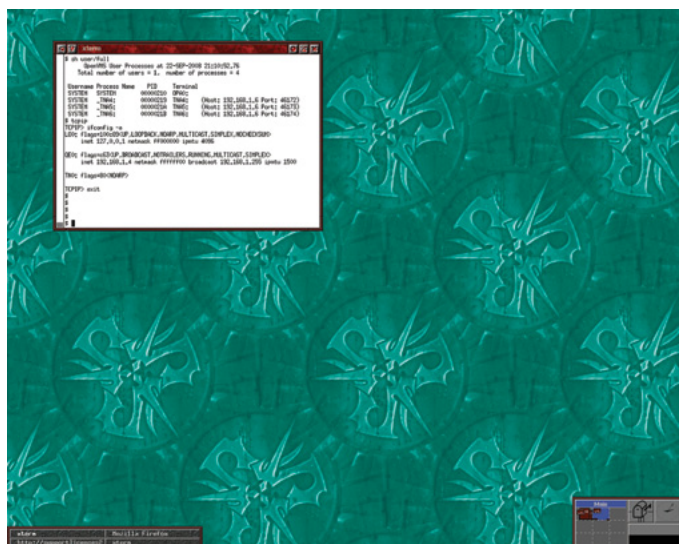 xterm
$ sh user/full
OpenVMS User Processes at 22-SEP-2008 21:10:52.76
Total number of users = 1, number of processes = 4
Username Process Name PID Terminal
SYSTEM SYSTEM 00000210 OPA0:
SYSTEM _TNA4: 00000219 TNA4: (Host: 192.168.1.6 Port: 46172)
SYSTEM _TNA5: 0000021A TNA5: (Host: 192.168.1.6 Port: 46173)
SYSTEM _TNA6: 0000021B TNA6: (Host: 192.168.1.6 Port: 46174)
$ tcpip
TCPIP> ifconfig -a
LO0: flags=100c89<UP,LOOPBACK,NOARP,MULTICAST,SIMPLEX,NOCHECKSUM>
inet 127.0.0.1 netmask ff000000 ipmtu 4096
QE0: flags=c63<UP,BROADCAST,NOTRAILERS,RUNNING,MULTICAST,SIMPLEX>
inet 192.168.1.4 netmask ffffff00 broadcast 192.168.1.255 ipmtu 1500
TN0: flags=80<NOARP>
TCPIP> exit
$
$
$
$
$
xterm Mozilla Firefox
xterm
Main